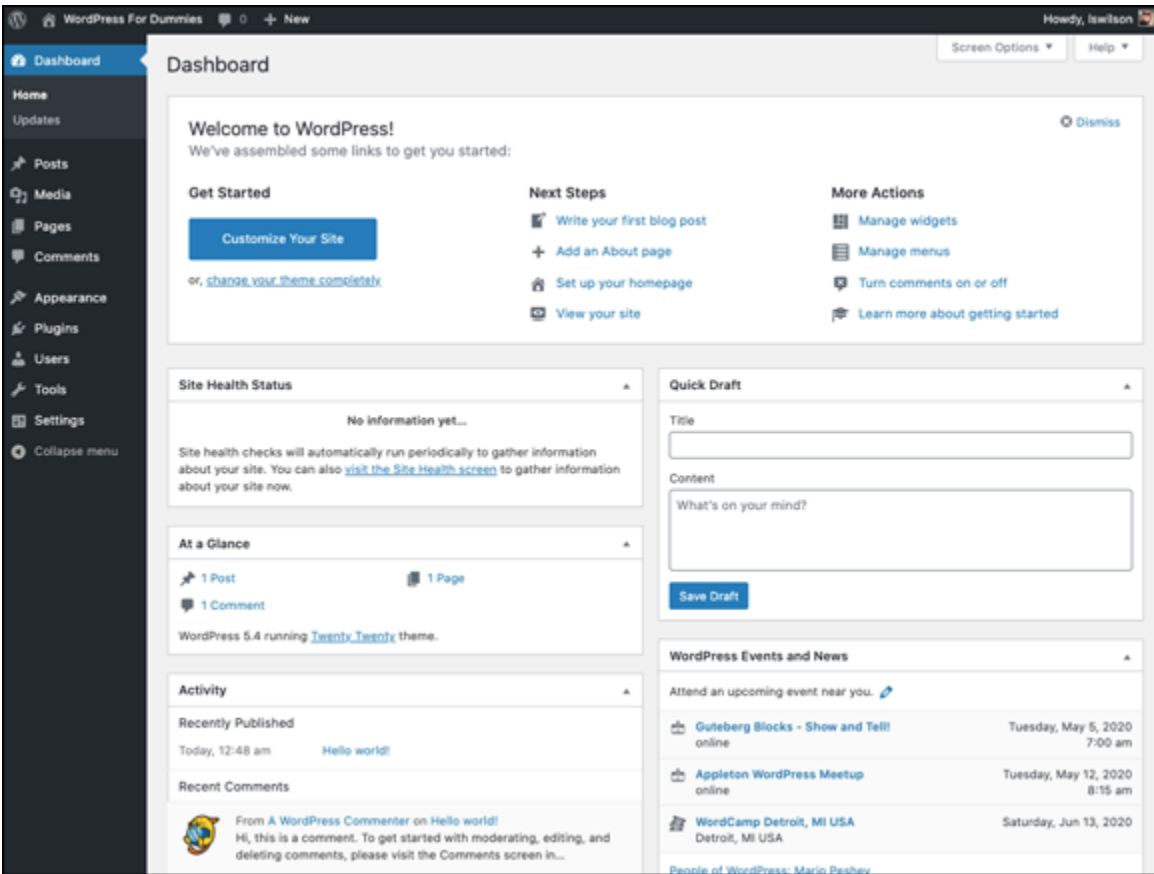 WordPress For Dummies 0 New
Howdy, lswilson
Screen Options
Help
Dashboard
Home
Updates
Posts
Media
Pages
Comments
Appearance
Plugins
Users
Tools
Settings
Collapse menu
Dashboard
Welcome to WordPress!
Dismiss
We've assembled some links to get you started:
Get Started
Customize Your Site
or, change your theme completely
Next Steps
Write your first blog post
Add an About page
Set up your homepage
View your site
More Actions
Manage widgets
Manage menus
Turn comments on or off
Learn more about getting started
Site Health Status
No information yet...
Site health checks will automatically run periodically to gather information
about your site. You can also visit the Site Health screen to gather information
about your site now.
At a Glance
1 Post
1 Page
1 Comment
WordPress 5.4 running Twenty Twenty theme.
Activity
Recently Published
Today, 12:48 am Hello world!
Recent Comments
From A WordPress Commenter on Hello world!
Hi, this is a comment. To get started with moderating, editing, and
deleting comments, please visit the Comments screen in...
Quick Draft
Title
Content
What's on your mind?
Save Draft
WordPress Events and News
Attend an upcoming event near you.
Guteberg Blocks - Show and Tell! Tuesday, May 5, 2020
online 7:00 am
Appleton WordPress Meetup Tuesday, May 12, 2020
online 8:15 am
WordCamp Detroit, MI USA Saturday, Jun 13, 2020
Detroit, MI USA
People of WordPress: Mario Peshev